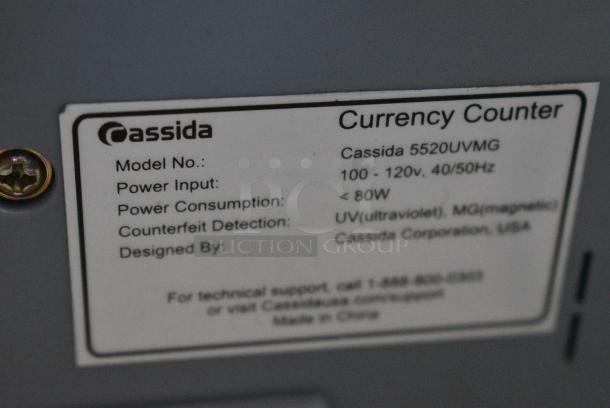 Cassida
Currency Counter
Model No.: Cassida 5520UVMG
Power Input: 100 - 120v, 40/50Hz
Power Consumption: < 80W
Counterfeit Detection: UV(ultraviolet), MG(magnetic)
Designed By: Cassida Corporation, USA
AUCTION GROUP
For technical support, call 1-888-800-0303
or visit Cassidausa.com/support
Made in China